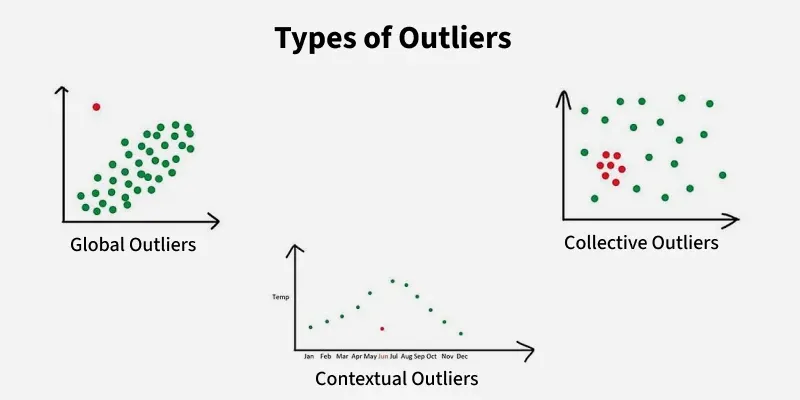 Types of Outliers
Global Outliers
Collective Outliers
Temp
Jan Feb Mar Apr May Jun Jul Aug Sep Oct Nov Dec
Contextual Outliers